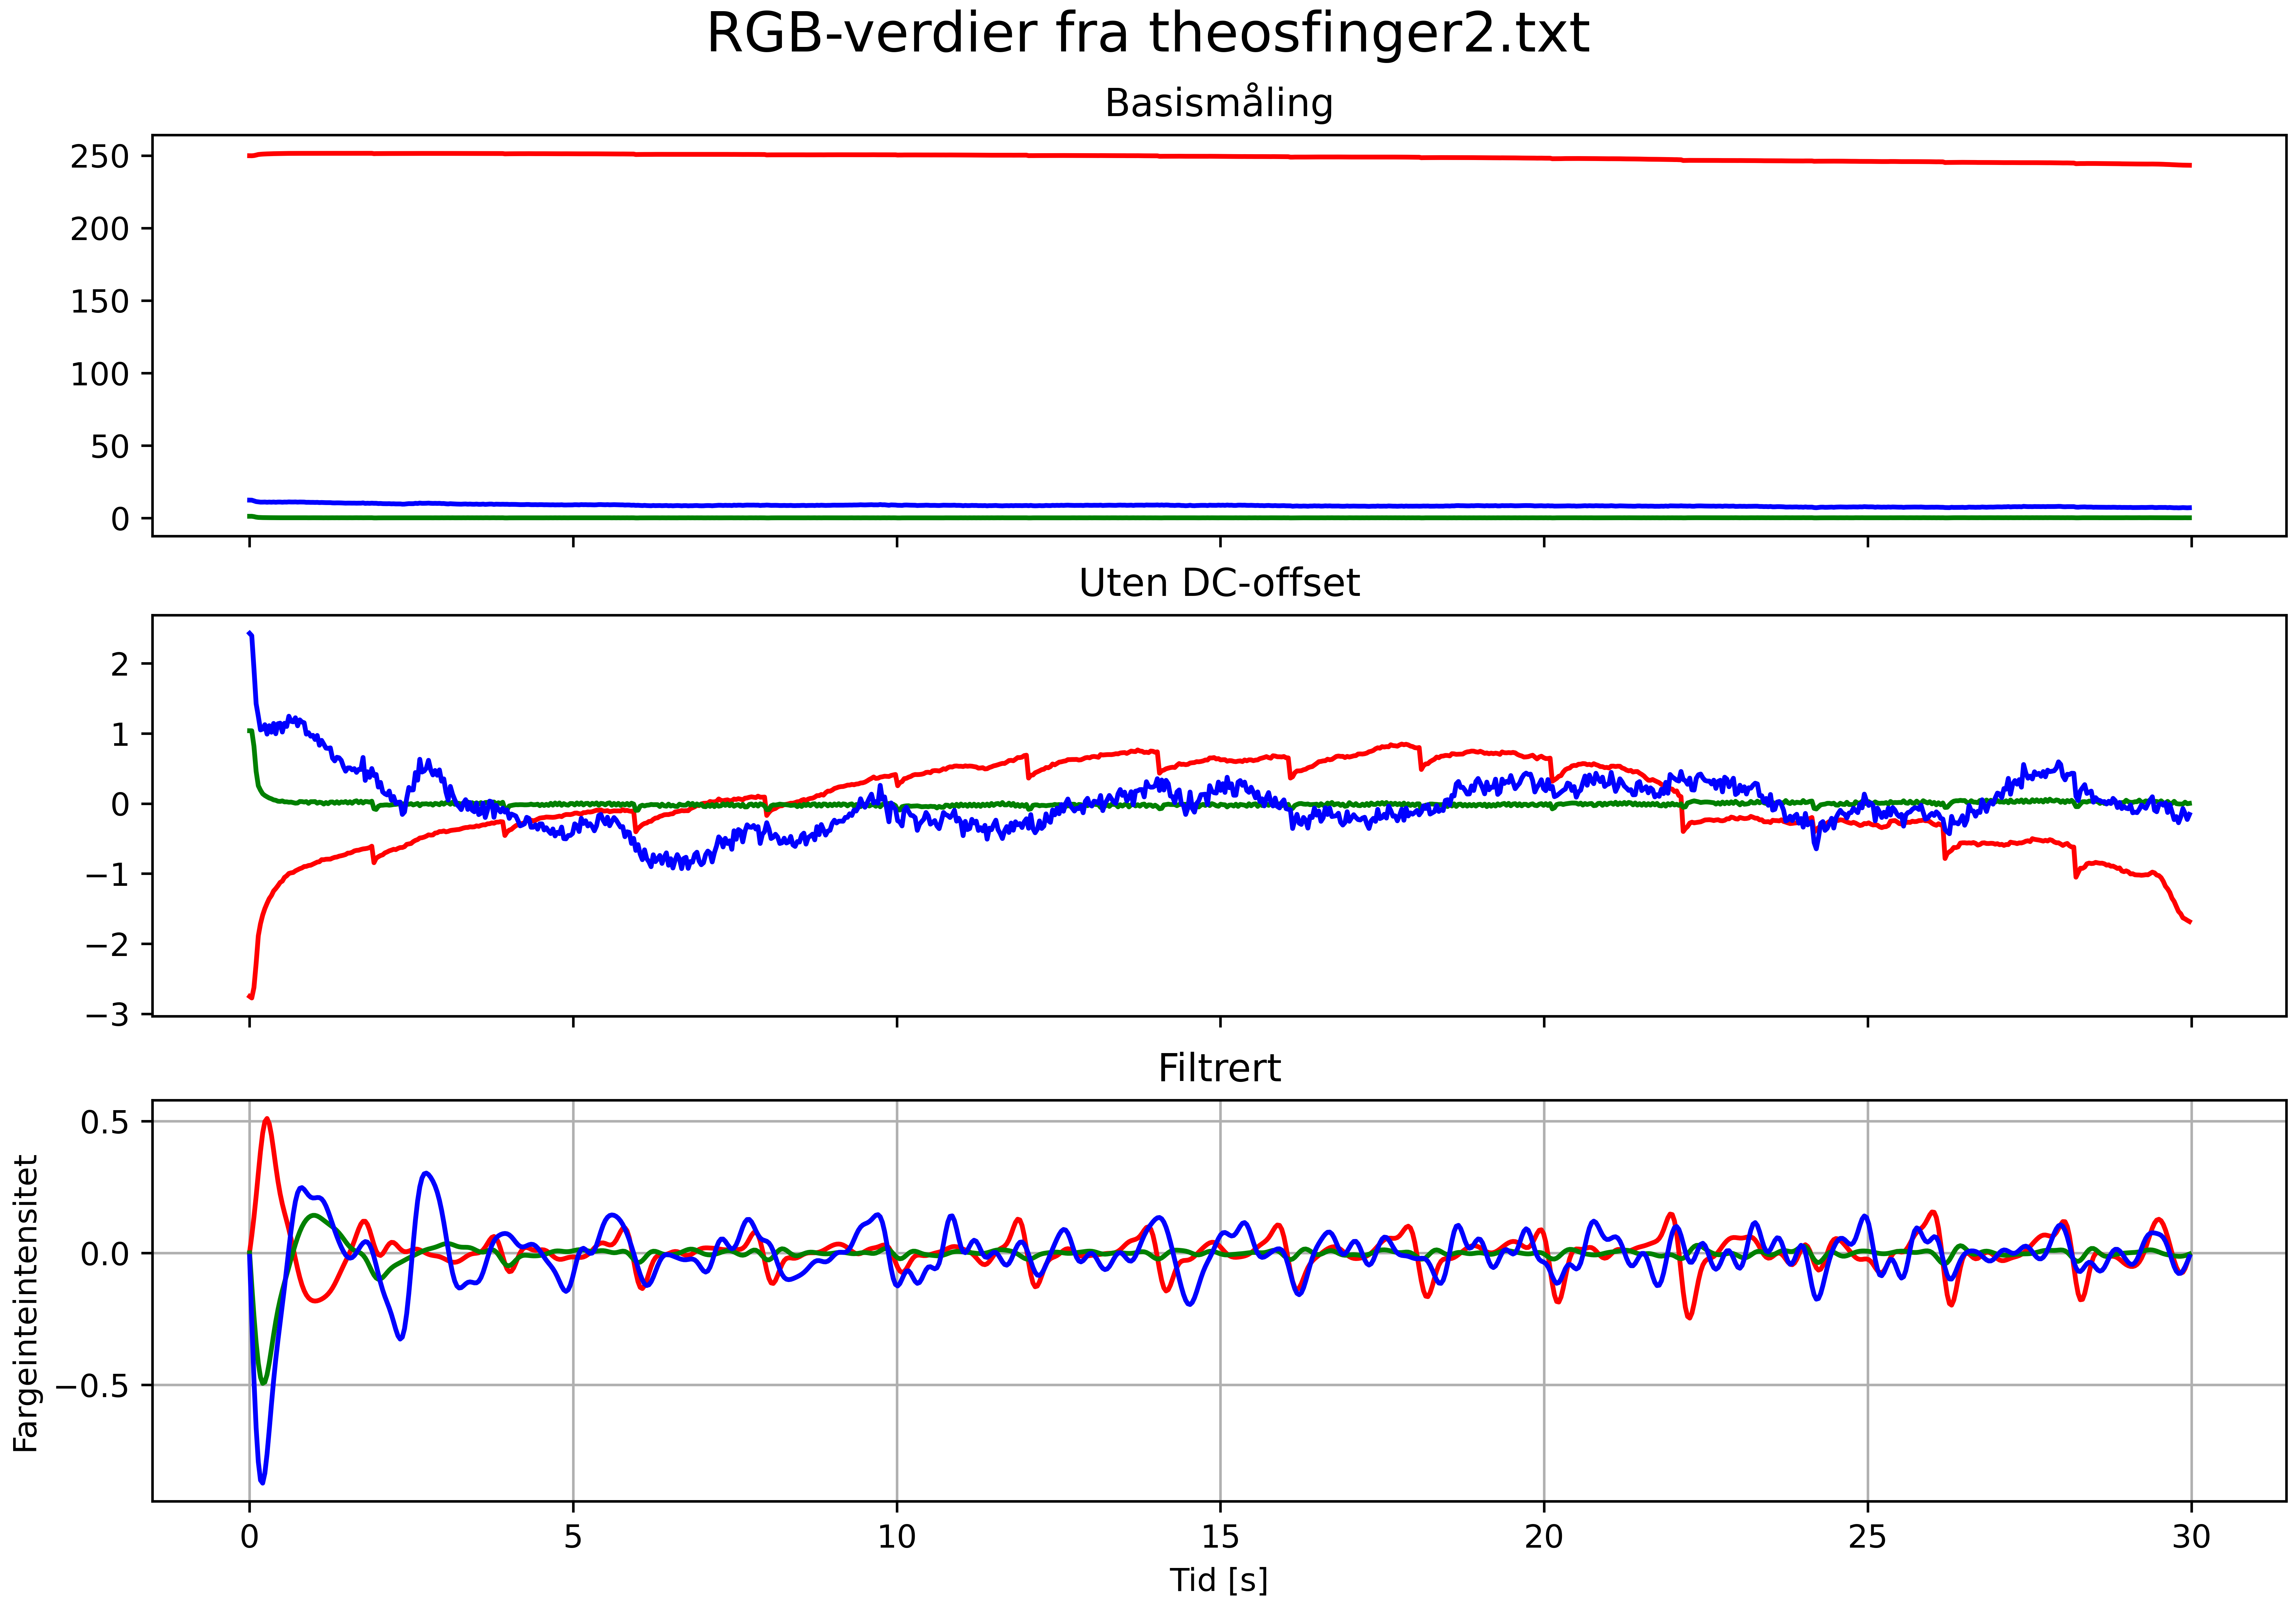 RGB-verdier fra theosfinger2.txt
Basismåling
250
200
150
100
50
0
Uten DC-offset
2
1
0
−1
−2
−3
Filtrert
Fargeinteintensitet
0.5
0.0
−0.5
0 5 10 15 20 25 30
Tid [s]